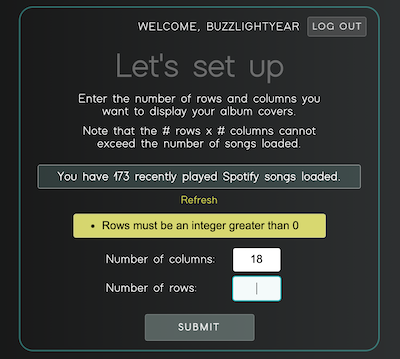 WELCOME, BUZZLIGHTYEAR LOG OUT
Let's set up
Enter the number of rows and columns you
want to display your album covers.
Note that the # rows x # columns cannot
exceed the number of songs loaded.
You have 173 recently played Spotify songs loaded.
Refresh
• Rows must be an integer greater than 0
Number of columns: 18
Number of rows:
SUBMIT